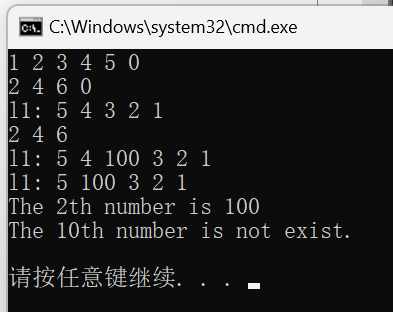 C:\Windows\system32\cmd.exe
1 2 3 4 5 0
2 4 6 0
l1: 5 4 3 2 1
2 4 6
l1: 5 4 100 3 2 1
l1: 5 100 3 2 1
The 2th number is 100
The 10th number is not exist.
请按任意键继续. . .